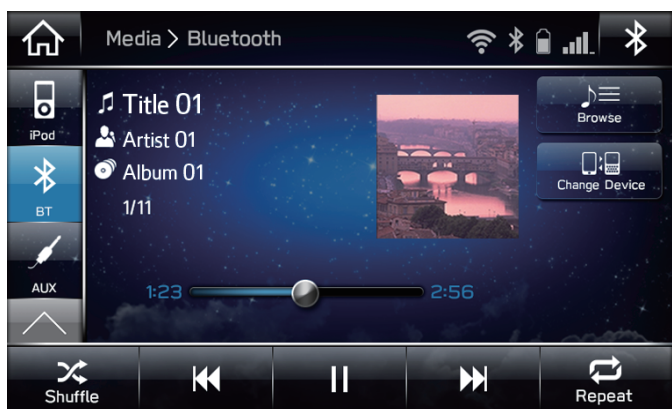 Media > Bluetooth
iPod
BT
AUX
Title 01
Artist 01
Album 01
1/11
Browse
Change Device
1:23
2:56
Shuffle
Repeat